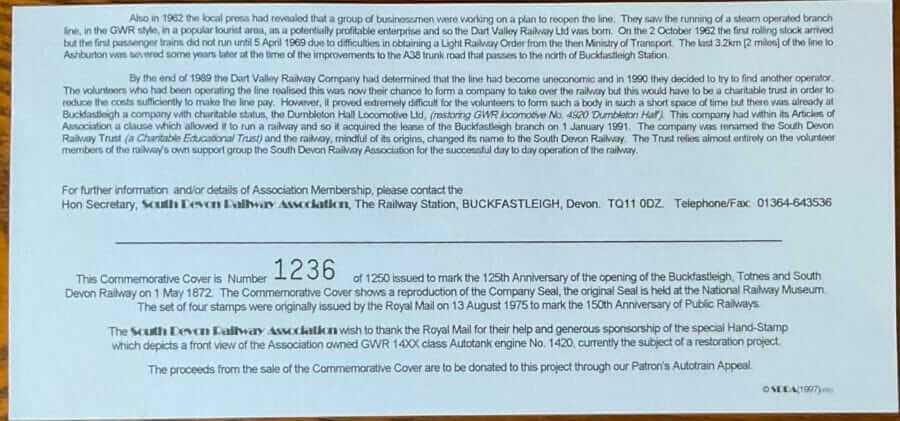 Also in 1962 the local press had revealed that a group of businessmen were working on a plan to reopen the line. They saw the running of a steam operated branch
line, in the GWR style, in a popular tourist area, as a potentially profitable enterprise and so the Dart Valley Railway Ltd was born. On the 2 October 1962 the first rolling stock arrived
but the first passenger trains did not run until 5 April 1969 due to difficulties in obtaining a Light Railway Order from the then Ministry of Transport. The last 3.2km [2 miles] of the line to
Ashburton was severed some years later at the time of the improvements to the A38 trunk road that passes to the north of Buckfastleigh Station.
By the end of 1989 the Dart Valley Railway Company had determined that the line had become uneconomic and in 1990 they decided to try to find another operator.
The volunteers who had been operating the line realised this was now their chance to form a company to take over the railway but this would have to be a charitable trust in order to
reduce the costs sufficiently to make the line pay. However, it proved extremely difficult for the volunteers to form such a body in such a short space of time but there was already at
Buckfastleigh a company with charitable status, the Dumbleton Hall Locomotive Ltd, (restoring GWR locomotive No. 4920 'Dumbleton Hall'). This company had within its Articles of
Association a clause which allowed it to run a railway and so it acquired the lease of the Buckfastleigh branch on 1 January 1991. The company was renamed the South Devon
Railway Trust (a Charitable Educational Trust) and the railway, mindful of its origins, changed its name to the South Devon Railway. The Trust relies almost entirely on the volunteer
members of the railway's own support group the South Devon Railway Association for the successful day to day operation of the railway.
For further information and/or details of Association Membership, please contact the
Hon Secretary, South Devon Railway Association, The Railway Station, BUCKFASTLEIGH, Devon. TQ11 0DZ. Telephone/Fax: 01364-643536
This Commemorative Cover is Number 1236 of 1250 issued to mark the 125th Anniversary of the opening of the Buckfastleigh, Totnes and South
Devon Railway on 1 May 1872. The Commemorative Cover shows a reproduction of the Company Seal, the original Seal is held at the National Railway Museum.
The set of four stamps were originally issued by the Royal Mail on 13 August 1975 to mark the 150th Anniversary of Public Railways.
The South Devon Railway Association wish to thank the Royal Mail for their help and generous sponsorship of the special Hand-Stamp
which depicts a front view of the Association owned GWR 14XX class Autotank engine No. 1420, currently the subject of a restoration project.
The proceeds from the sale of the Commemorative Cover are to be donated to this project through our Patron's Autotrain Appeal.
© SDRA(1997)